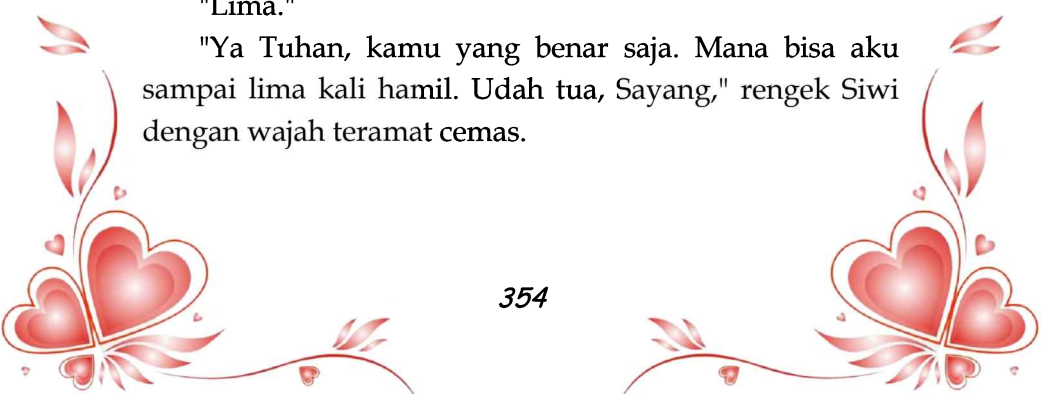 "Lima."
"Ya Tuhan, kamu yang benar saja. Mana bisa aku
sampai lima kali hamil. Udah tua, Sayang," rengek Siwi
dengan wajah teramat cemas.
354